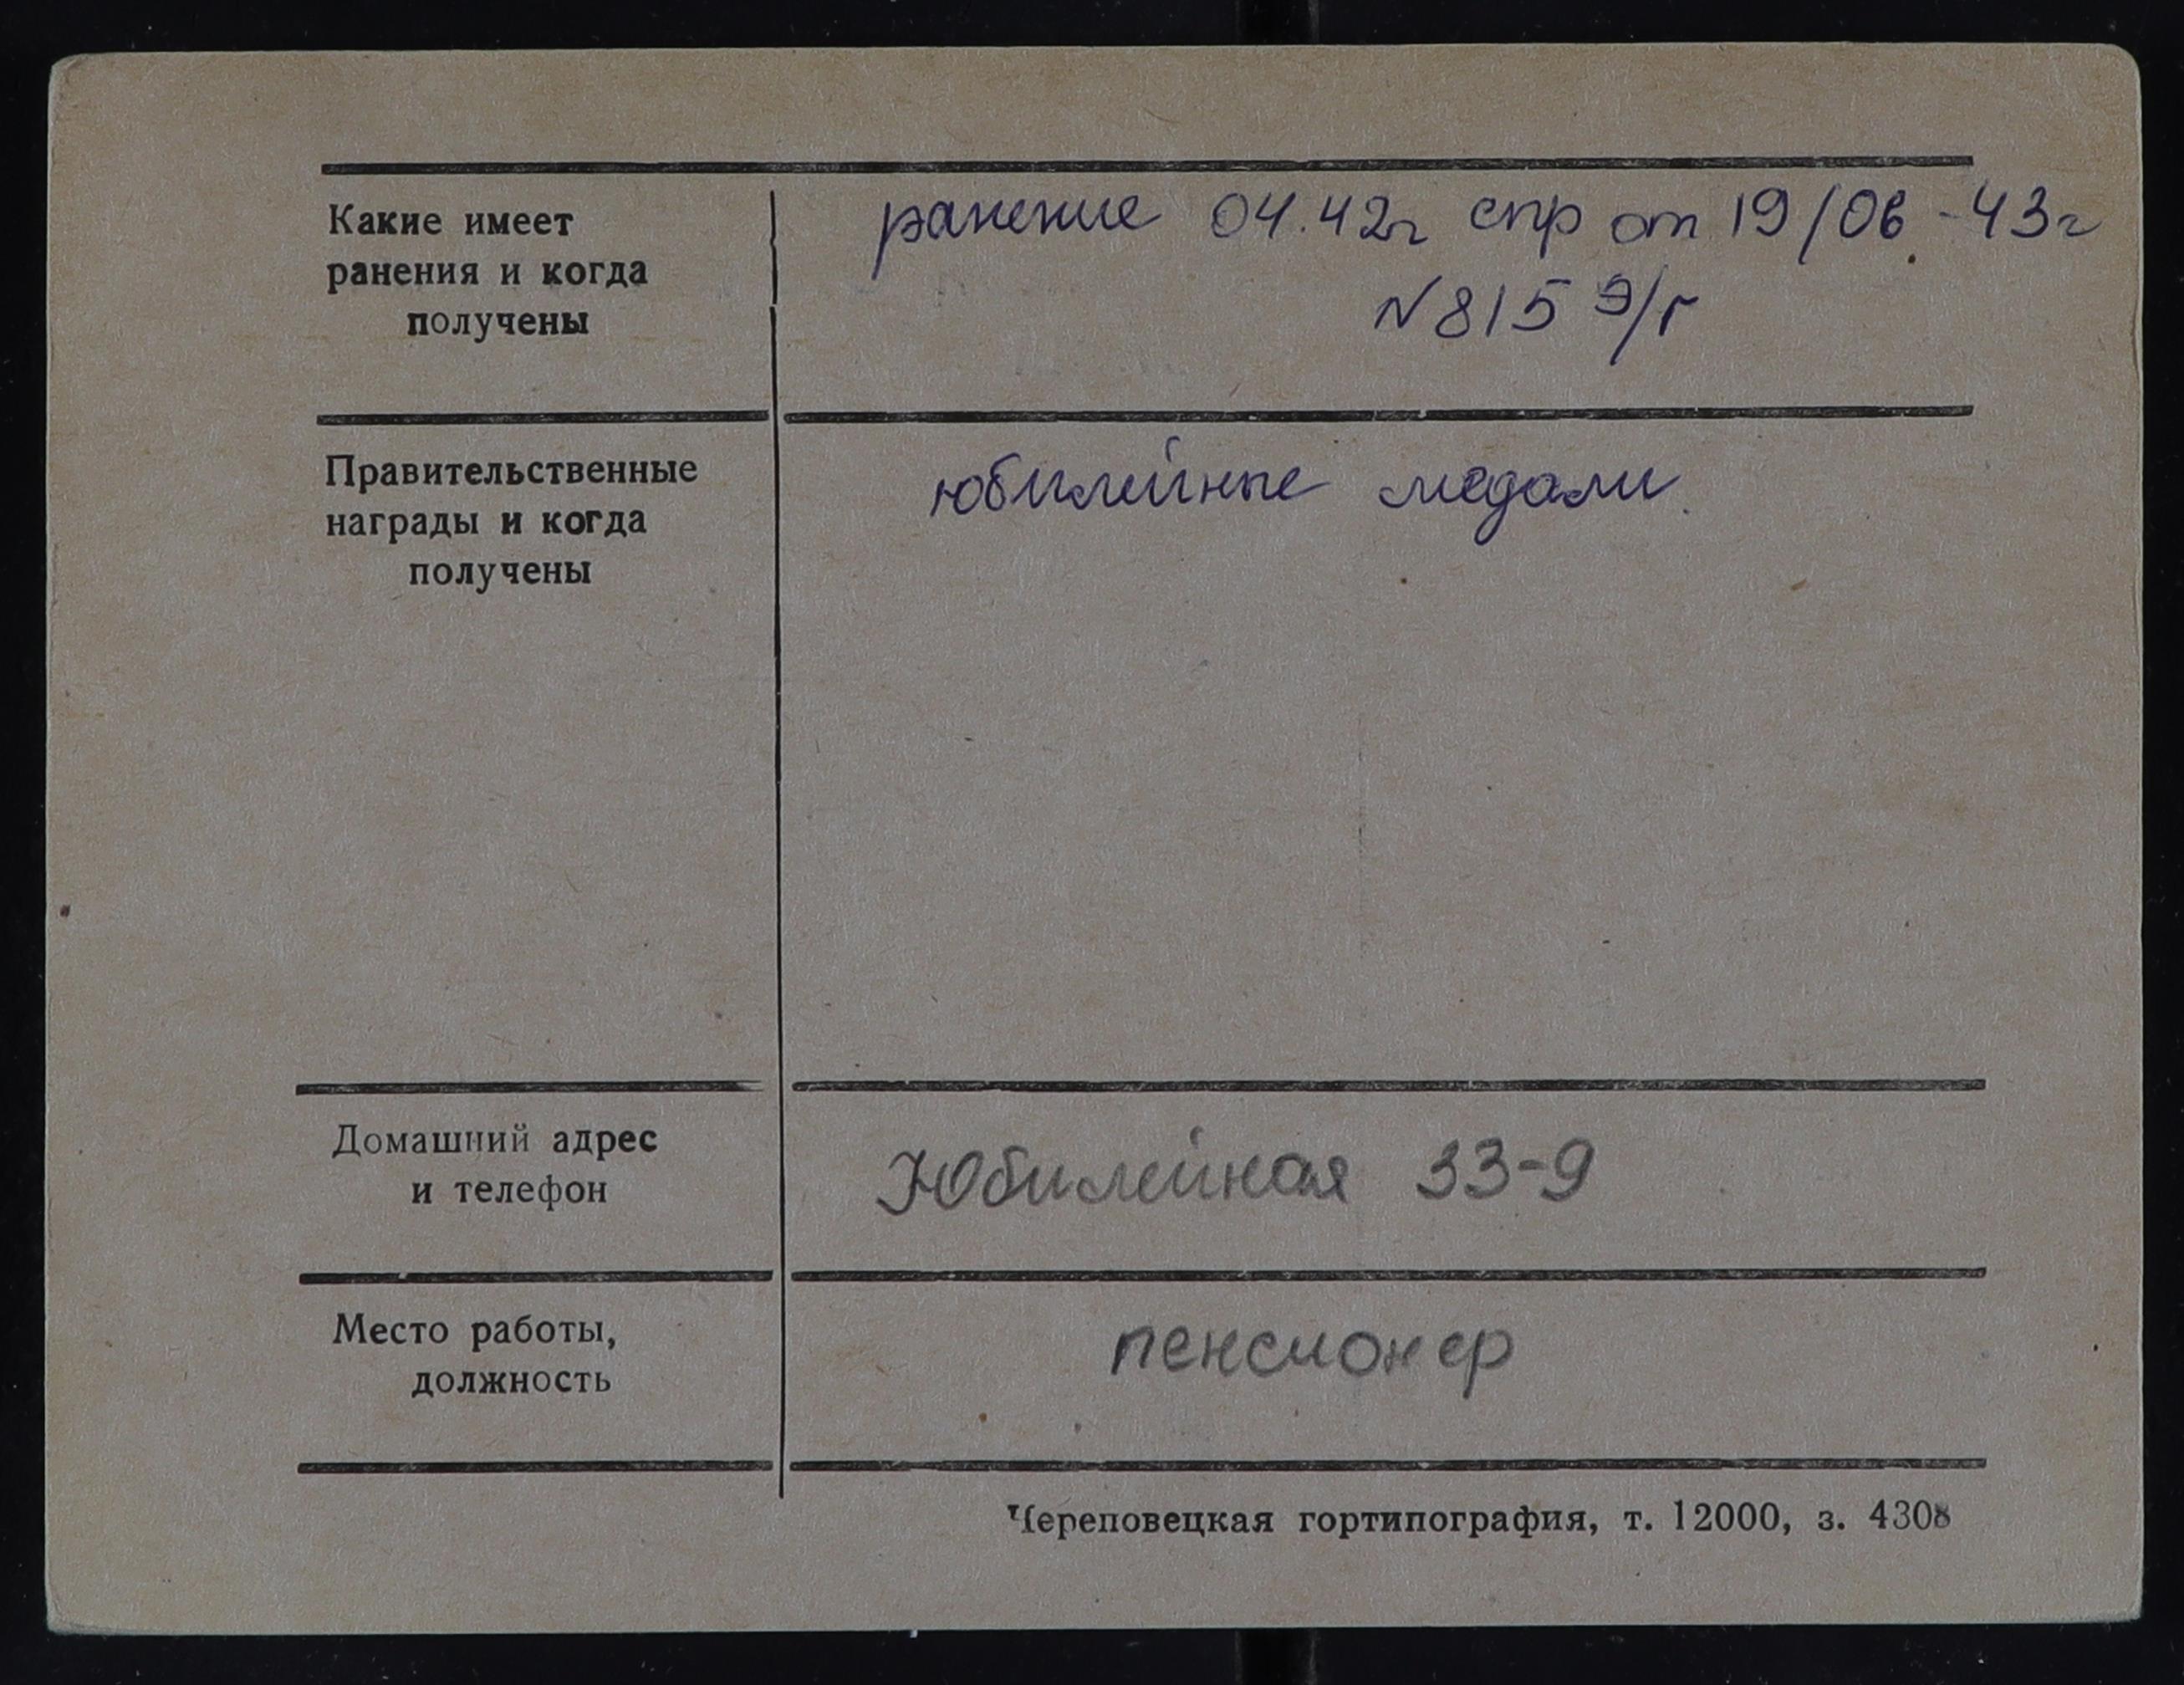 Какие имеет
ранения и когда
получены
ранение 04.42г спр от 19/06.-43г
N815 э/г
Правительственные
награды и когда
получены
юбилейные медали.
Домашний адрес
и телефон
Юбилейная 33-9
Место работы,
должность
пенсионер
Череповецкая гортипография, т. 12000, з. 4308